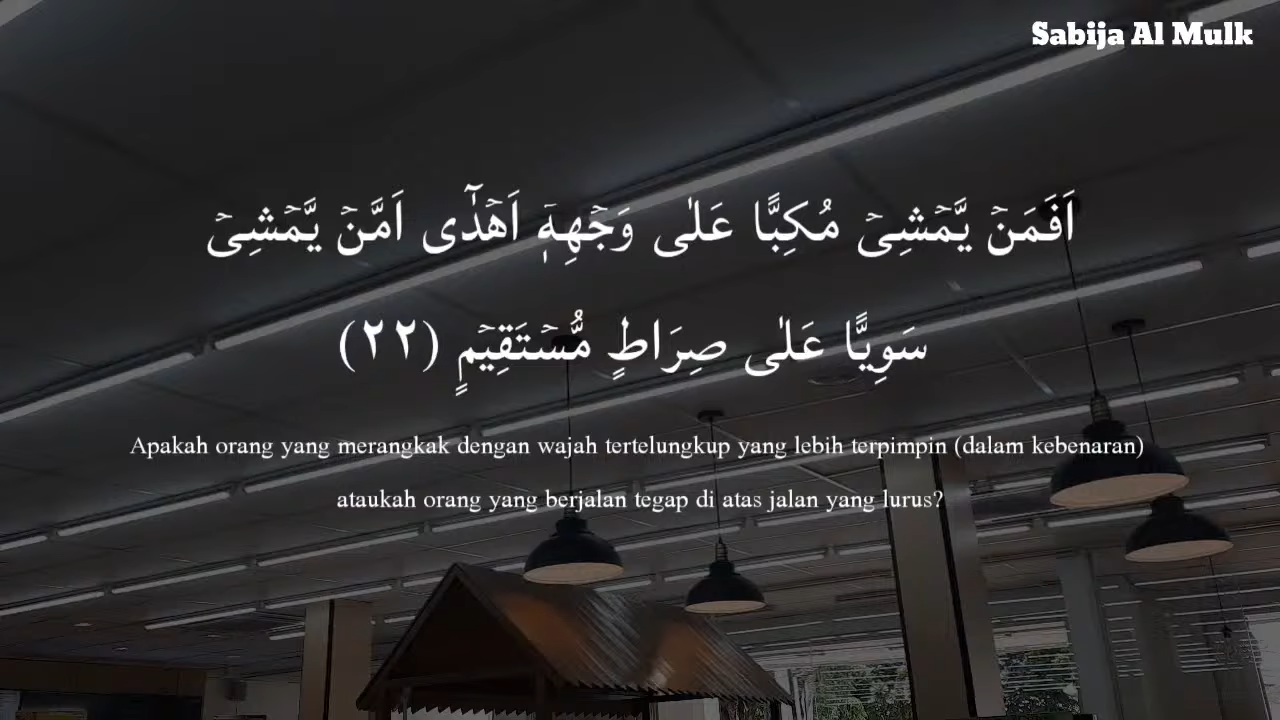 Sabija Al Mulk
اَفَمَنْ يَّمْشِيْ مُكِبًّا عَلٰى وَجْهِهٖٓ اَهْدٰٓى اَمَّنْ يَّمْشِيْ
سَوِيًّا عَلٰى صِرَاطٍ مُّسْتَقِيْمٍ (٢٢)
Apakah orang yang merangkak dengan wajah tertelungkup yang lebih terpimpin (dalam kebenaran)
ataukah orang yang berjalan tegap di atas jalan yang lurus?